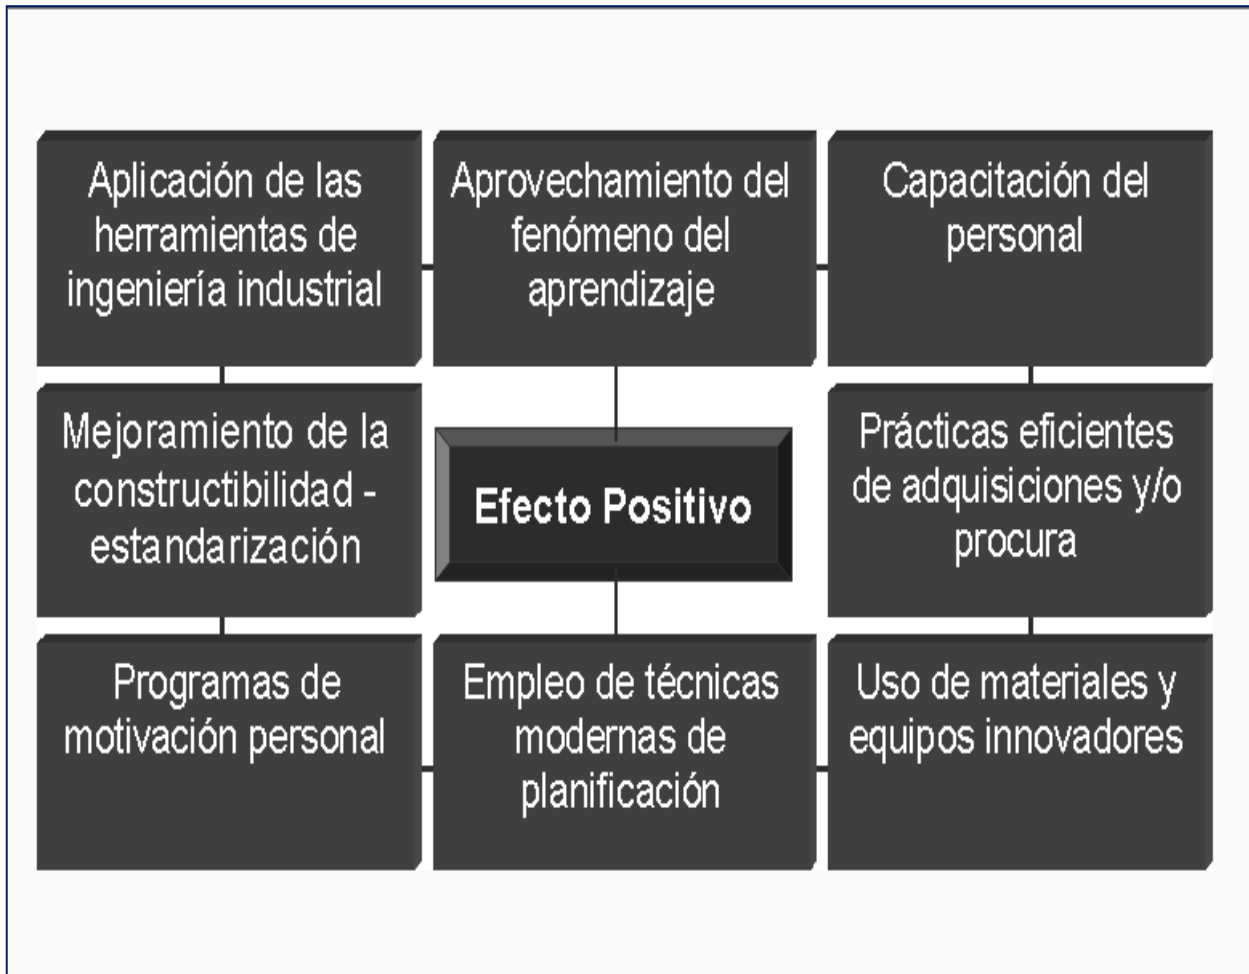 Aplicación de las
herramientas de
ingeniería industrial
Aprovechamiento del
fenómeno del
aprendizaje
Capacitación del
personal
Mejoramiento de la
constructibilidad -
estandarización
Efecto Positivo
Prácticas eficientes
de adquisiciones y/o
procura
Programas de
motivación personal
Empleo de técnicas
modernas de
planificación
Uso de materiales y
equipos innovadores